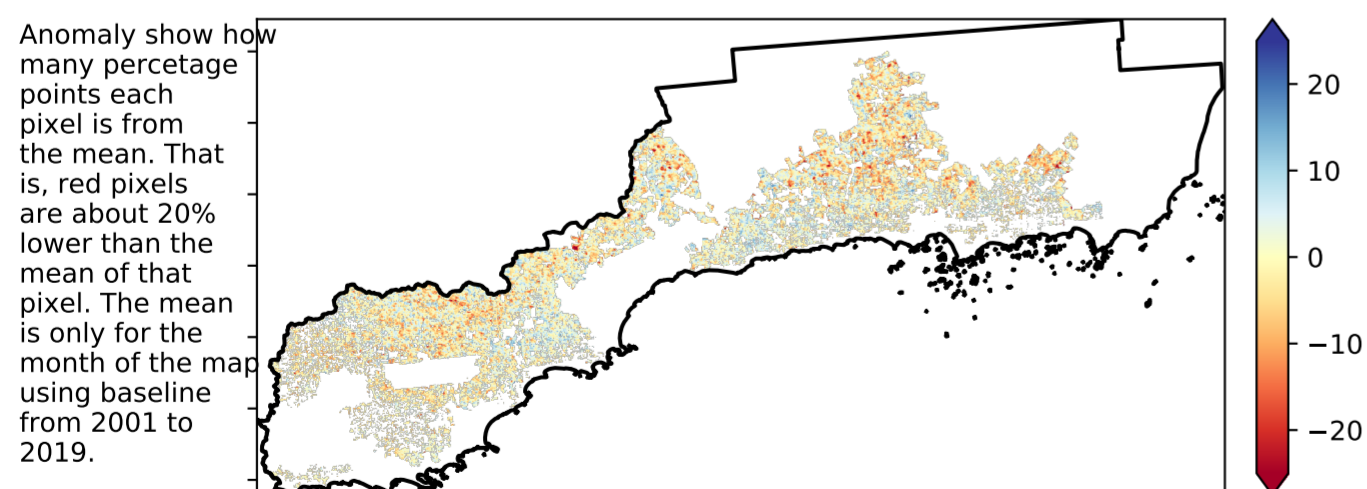 Anomaly show how
many percetage
points each
pixel is from
the mean. That
is, red pixels
are about 20%
lower than the
mean of that
pixel. The mean
is only for the
month of the map
using baseline
from 2001 to
2019.
20
10
0
−10
−20